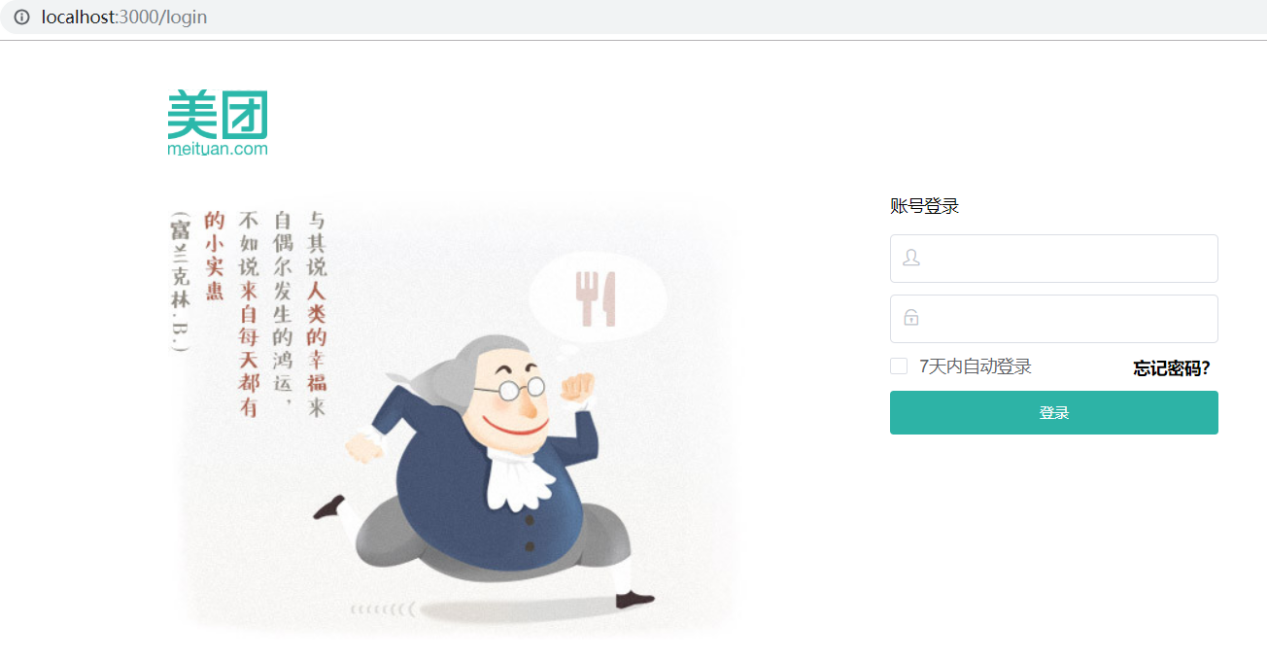 localhost:3000/login
美团
meituan.com
与其说人类的幸福来
自偶尔发生的鸿运，
不如说来自每天都有
的小实惠
(富兰克林.B.)
账号登录
7天内自动登录
忘记密码?
登录